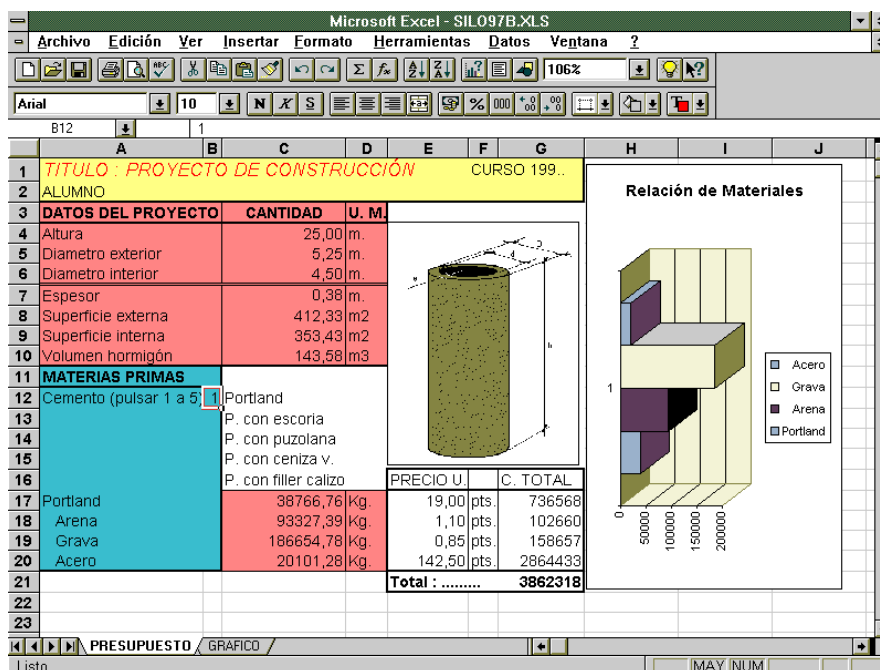 Microsoft Excel - SILO97B.XLS
Archivo Edición Ver Insertar Formato Herramientas Datos Ventana ?
106%
Arial 10 N K S % 000
B12 1
A B C D E F G H I J
1 TITULO : PROYECTO DE CONSTRUCCIÓN CURSO 199..
2 ALUMNO
3 DATOS DEL PROYECTO CANTIDAD U. M.
4 Altura 25,00 m.
5 Diametro exterior 5,25 m.
6 Diametro interior 4,50 m.
7 Espesor 0,38 m.
8 Superficie externa 412,33 m2
9 Superficie interna 353,43 m2
10 Volumen hormigón 143,58 m3
11 MATERIAS PRIMAS
12 Cemento (pulsar 1 a 5) 1 Portland
13 P. con escoria
14 P. con puzolana
15 P. con ceniza v.
16 P. con filler calizo PRECIO U. C. TOTAL
17 Portland 38766,76 Kg. 19,00 pts. 736568
18 Arena 93327,39 Kg. 1,10 pts. 102660
19 Grava 186654,78 Kg. 0,85 pts. 158657
20 Acero 20101,28 Kg. 142,50 pts. 2864433
21 Total : ......... 3862318
22
23
Relación de Materiales
1
0 50000 100000 150000 200000
Acero
Grava
Arena
Portland
PRESUPUESTO GRAFICO
Listo MAY NUM